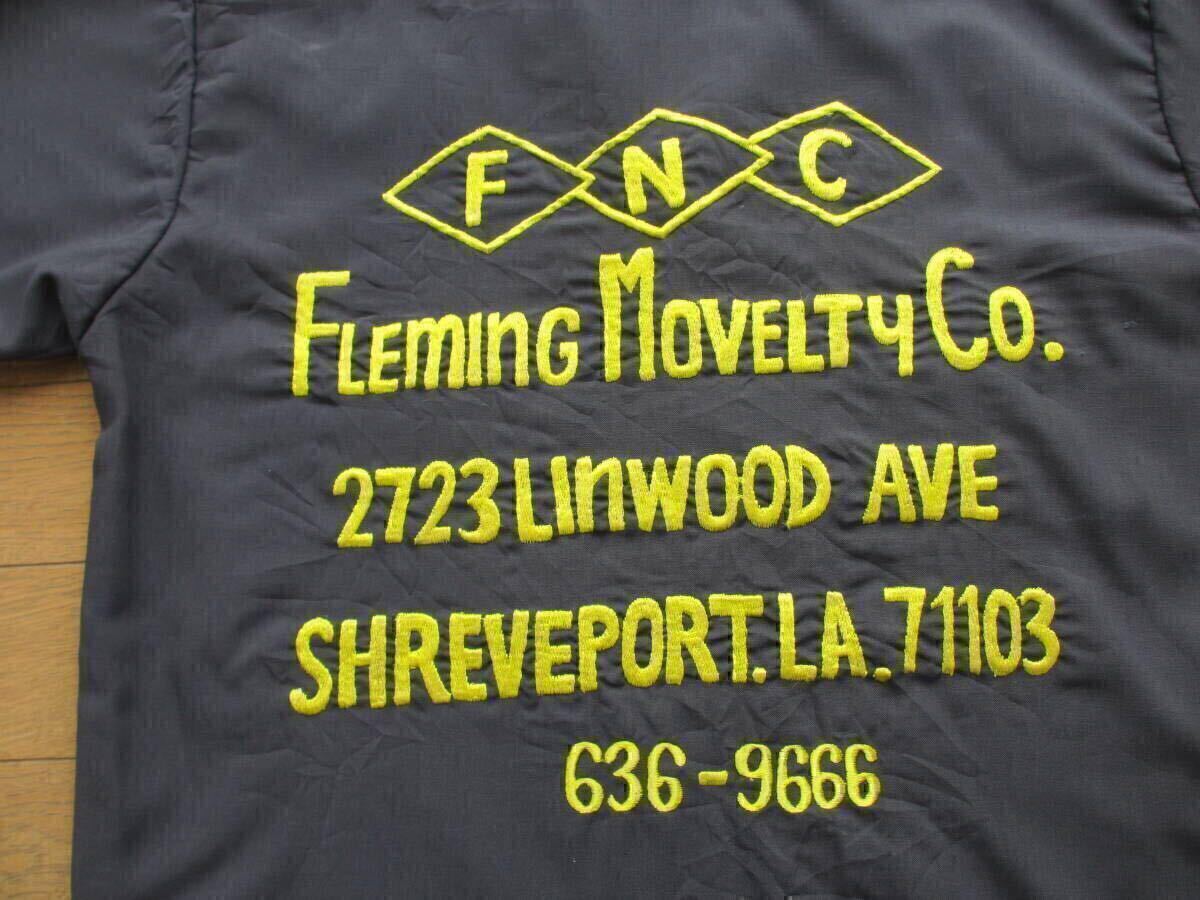 F N C
FLEMInG MOVELTY CO.
2723 LInWOOD AVE
SHREVEPORT. LA. 71103
636-9666